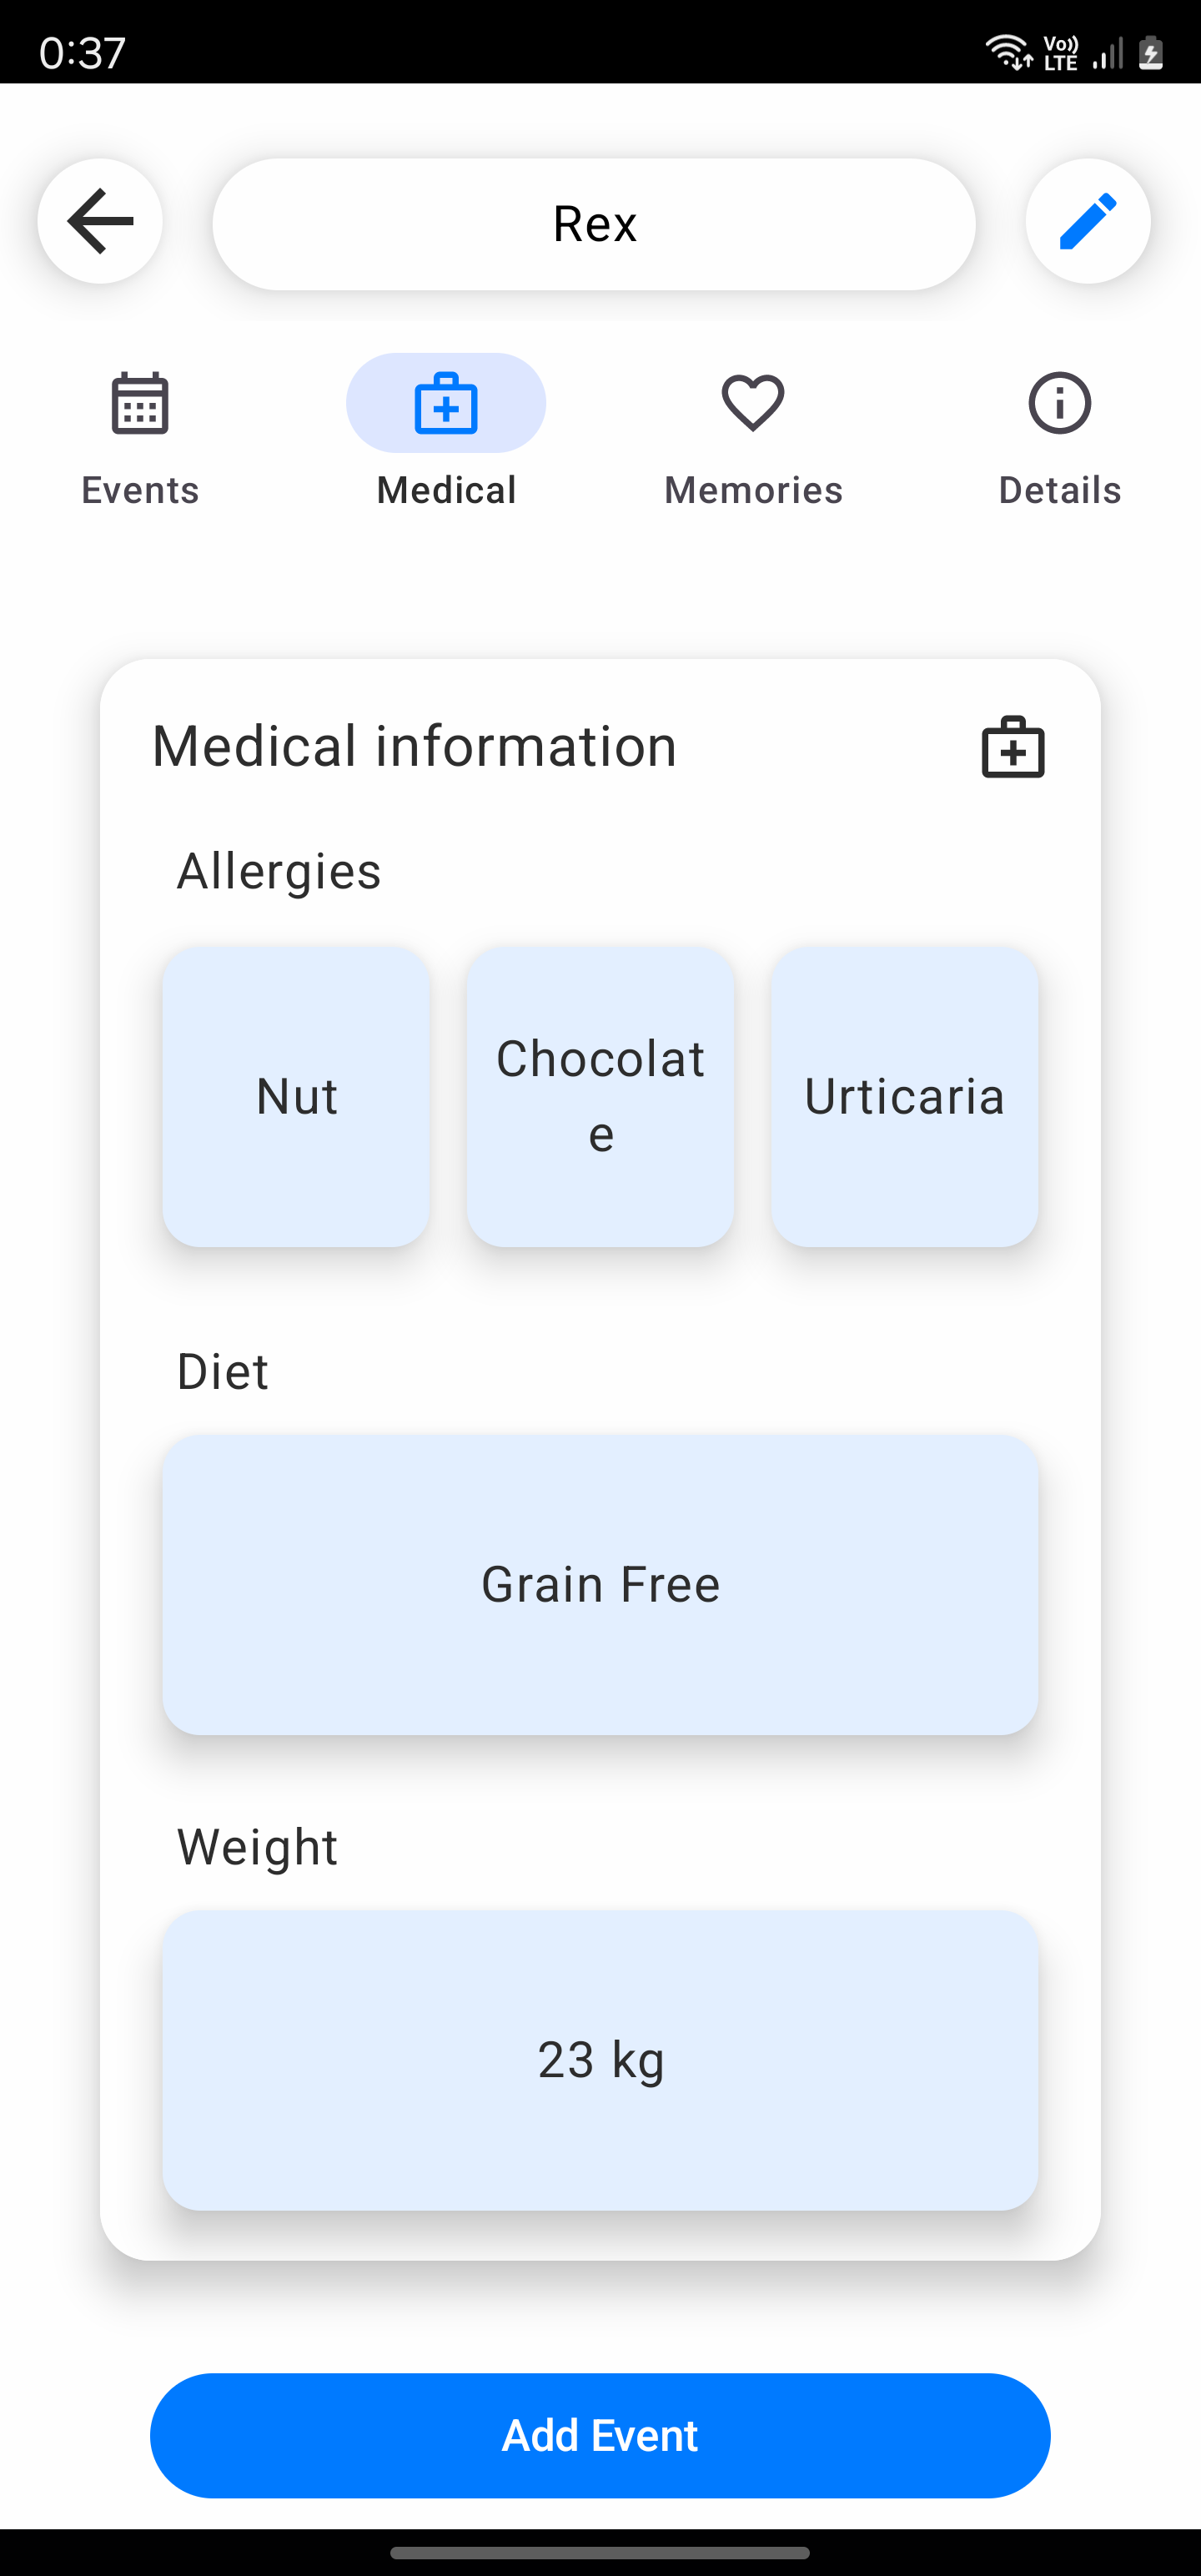 0:37
Vo))
LTE
Rex
Events
Medical
Memories
Details
Medical information
Allergies
Nut
Chocolat
e
Urticaria
Diet
Grain Free
Weight
23 kg
Add Event